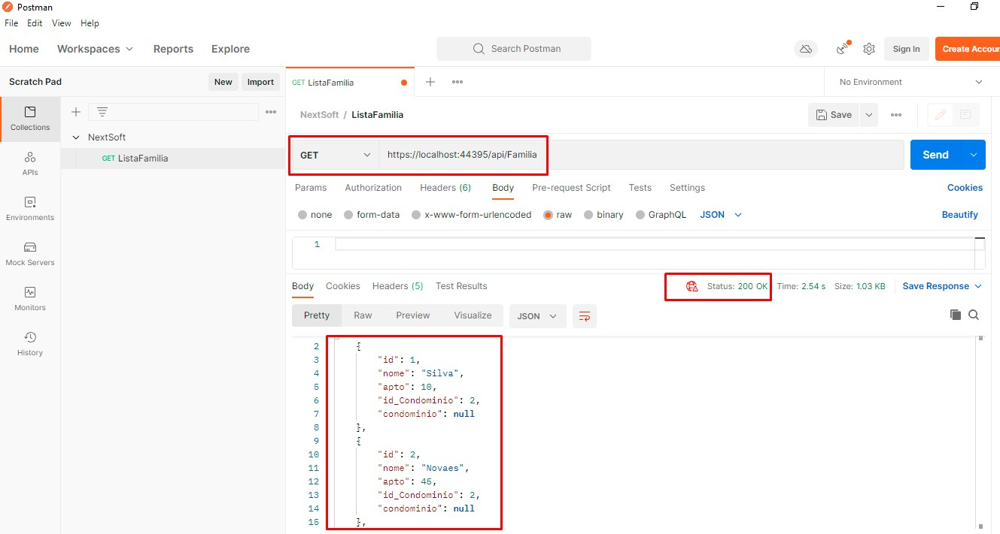 Postman
File Edit View Help
Home Workspaces Reports Explore Search Postman Sign In Create Accoun
Scratch Pad New Import GET ListaFamilia No Environment
NextSoft / ListaFamilia Save
Collections
NextSoft
GET ListaFamilia
GET https://localhost:44395/api/Familia Send
APIs
Params Authorization Headers (6) Body Pre-request Script Tests Settings Cookies
Environments
none form-data x-www-form-urlencoded raw binary GraphQL JSON Beautify
1
Mock Servers
Body Cookies Headers (5) Test Results Status: 200 OK Time: 2.54 s Size: 1.03 KB Save Response
Monitors
Pretty Raw Preview Visualize JSON
History
2 {
3 "id": 1,
4 "nome": "Silva",
5 "apto": 10,
6 "id_Condominio": 2,
7 "condominio": null
8 },
9 {
10 "id": 2,
11 "nome": "Novaes",
12 "apto": 45,
13 "id_Condominio": 2,
14 "condominio": null
15 },